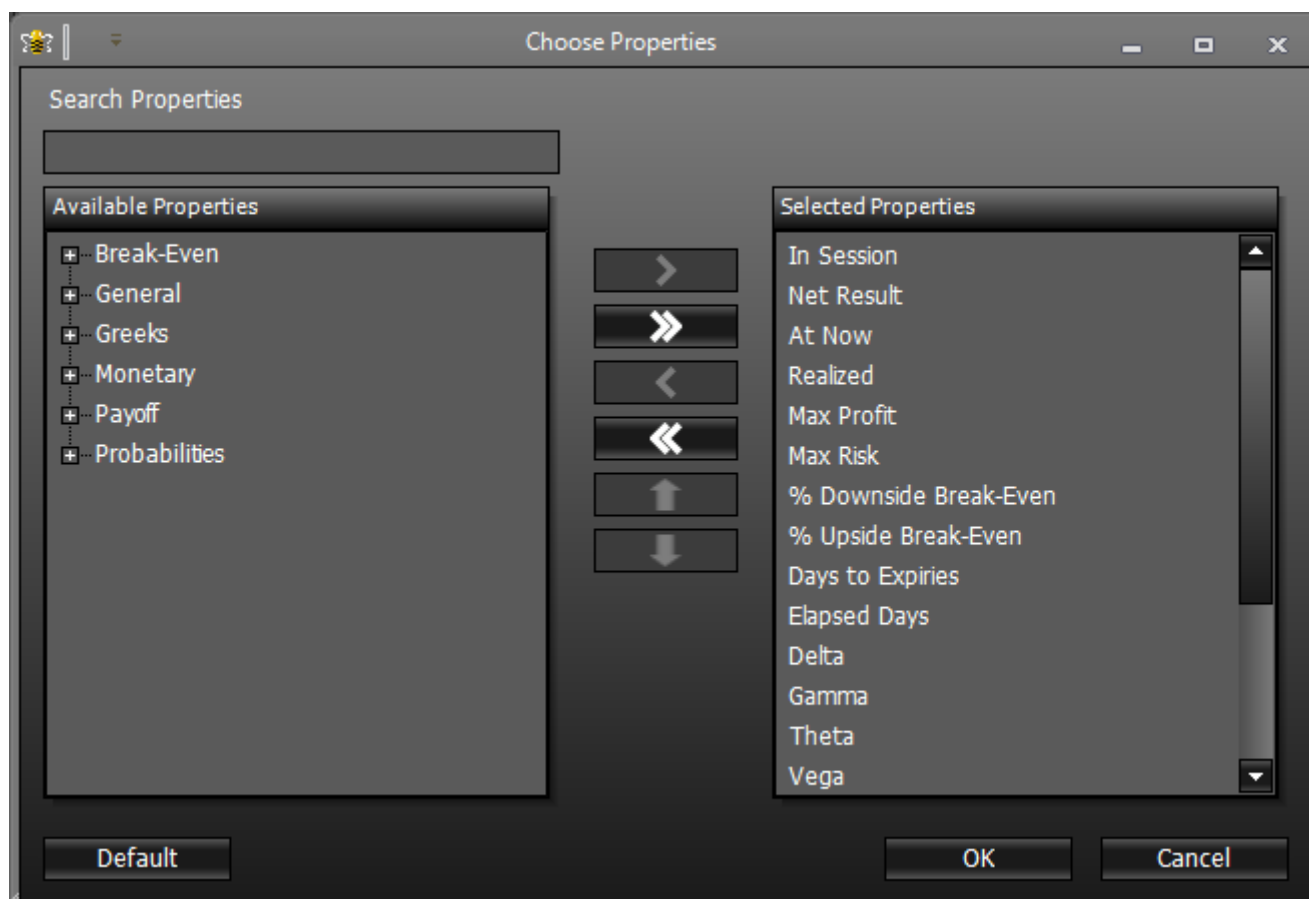 Choose Properties
Search Properties
Available Properties
Break-Even
General
Greeks
Monetary
Payoff
Probabilities
Selected Properties
In Session
Net Result
At Now
Realized
Max Profit
Max Risk
% Downside Break-Even
% Upside Break-Even
Days to Expiries
Elapsed Days
Delta
Gamma
Theta
Vega
Default
OK
Cancel